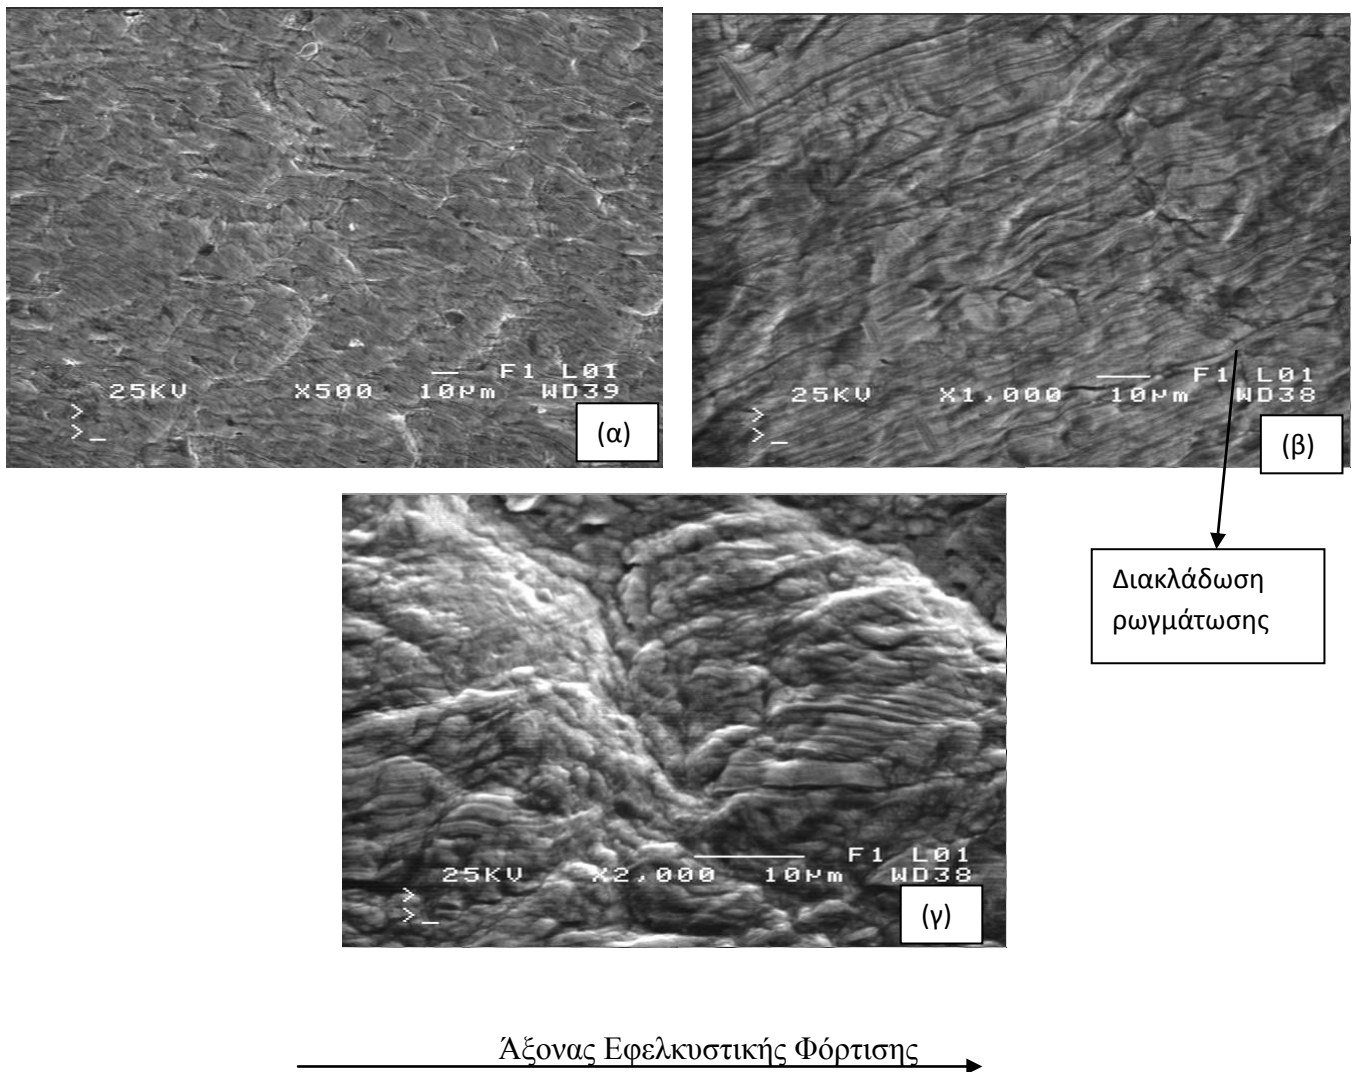 F1 L01
25KV X500 10µm WD39
>
>_
(α)
F1 L01
25KV X1,000 10µm WD38
>
>_
(β)
Διακλάδωση
ρωγμάτωσης
F1 L01
25KV X2,000 10µm WD38
>
>_
(γ)
Άξονας Εφελκυστικής Φόρτισης